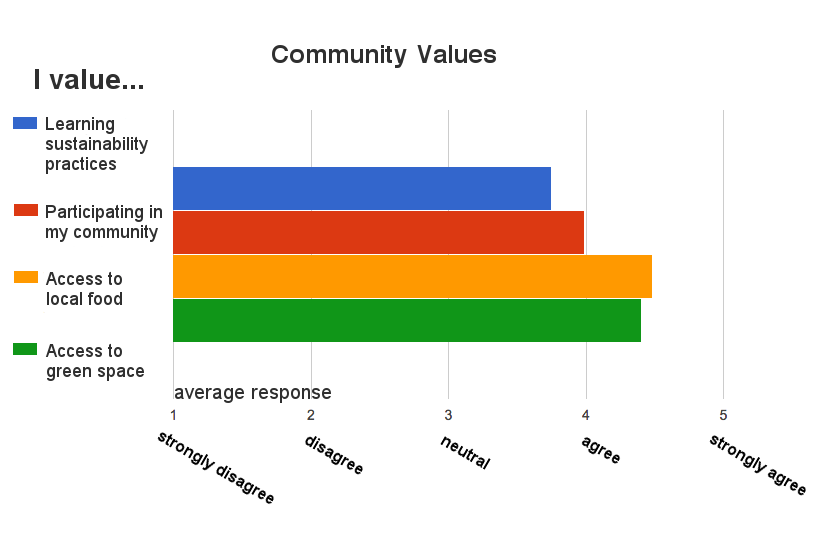 Community Values
I value...
Learning
sustainability
practices
Participating in
my community
Access to
local food
Access to
green space
average response
1 2 3 4 5
strongly disagree disagree neutral agree strongly agree